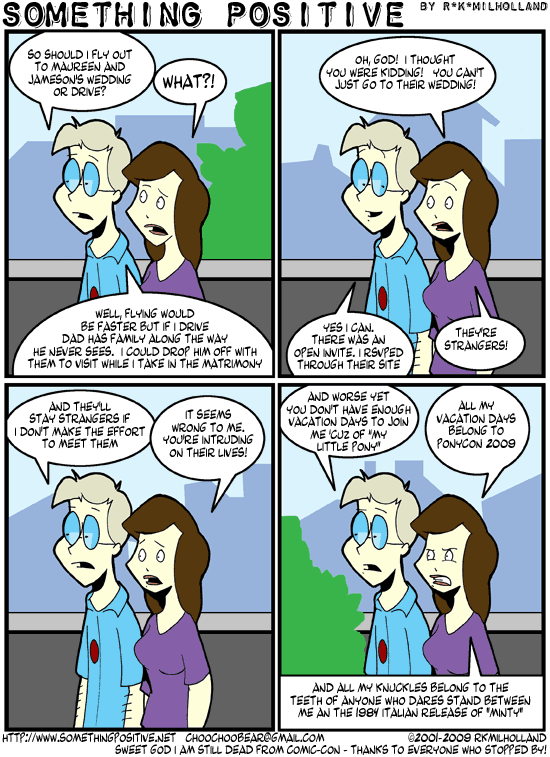 SOMETHING POSITIVE
BY R*K*MILHOLLAND
SO SHOULD I FLY OUT
TO MAUREEN AND
JAMESON'S WEDDING
OR DRIVE?
WHAT?!
WELL, FLYING WOULD
BE FASTER BUT IF I DRIVE
DAD HAS FAMILY ALONG THE WAY
HE NEVER SEES. I COULD DROP HIM OFF WITH
THEM TO VISIT WHILE I TAKE IN THE MATRIMONY
OH, GOD! I THOUGHT
YOU WERE KIDDING! YOU CAN'T
JUST GO TO THEIR WEDDING!
YES I CAN.
THERE WAS AN
OPEN INVITE. I RSVPED
THROUGH THEIR SITE
THEY'RE
STRANGERS!
AND THEY'LL
STAY STRANGERS IF
I DON'T MAKE THE EFFORT
TO MEET THEM
IT SEEMS
WRONG TO ME.
YOU'RE INTRUDING
ON THEIR LIVES!
AND WORSE YET
YOU DON'T HAVE ENOUGH
VACATION DAYS TO JOIN
ME 'CUZ OF "MY
LITTLE PONY"
ALL MY
VACATION DAYS
BELONG TO
PONYCON 2009
AND ALL MY KNUCKLES BELONG TO THE
TEETH OF ANYONE WHO DARES STAND BETWEEN
ME AN THE 1984 ITALIAN RELEASE OF "MINTY"
HTTP://WWW.SOMETHINGPOSITIVE.NET CHOOCHOOBEAR@GMAIL.COM ©2001-2009 RKMILHOLLAND
SWEET GOD I AM STILL DEAD FROM COMIC-CON - THANKS TO EVERYONE WHO STOPPED BY!